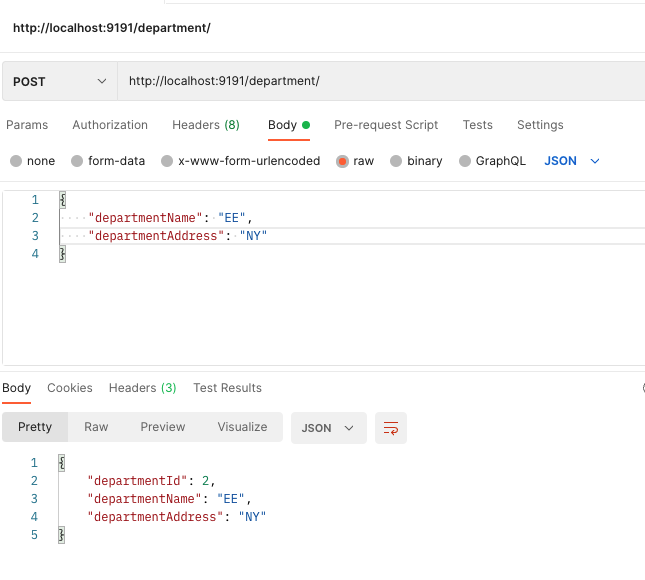 http://localhost:9191/department/
POST http://localhost:9191/department/
Params Authorization Headers (8) Body Pre-request Script Tests Settings
none form-data x-www-form-urlencoded raw binary GraphQL JSON
1 {
2 "departmentName": "EE",
3 "departmentAddress": "NY"
4 }
Body Cookies Headers (3) Test Results
Pretty Raw Preview Visualize JSON
1 {
2 "departmentId": 2,
3 "departmentName": "EE",
4 "departmentAddress": "NY"
5 }